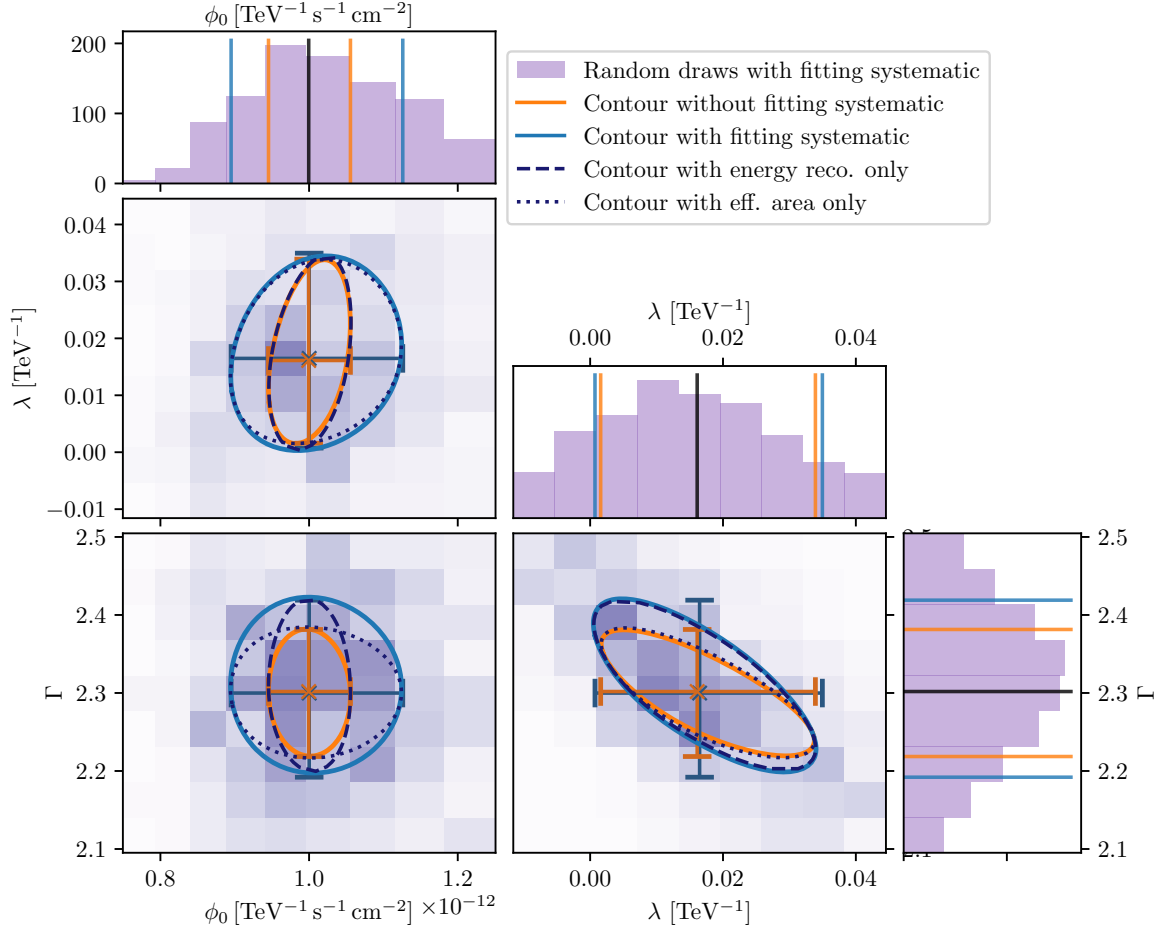 ϕ₀ [TeV⁻¹ s⁻¹ cm⁻²]
200
100
0
Random draws with fitting systematic
Contour without fitting systematic
Contour with fitting systematic
Contour with energy reco. only
Contour with eff. area only
0.04
0.03
0.02
0.01
0.00
−0.01
λ [TeV⁻¹]
λ [TeV⁻¹]
0.00 0.02 0.04
2.5
2.4
2.3
2.2
2.1
Γ
2.5
2.4
2.3
2.2
2.1
Γ
0.8 1.0 1.2
ϕ₀ [TeV⁻¹ s⁻¹ cm⁻²] ×10⁻¹²
0.00 0.02 0.04
λ [TeV⁻¹]